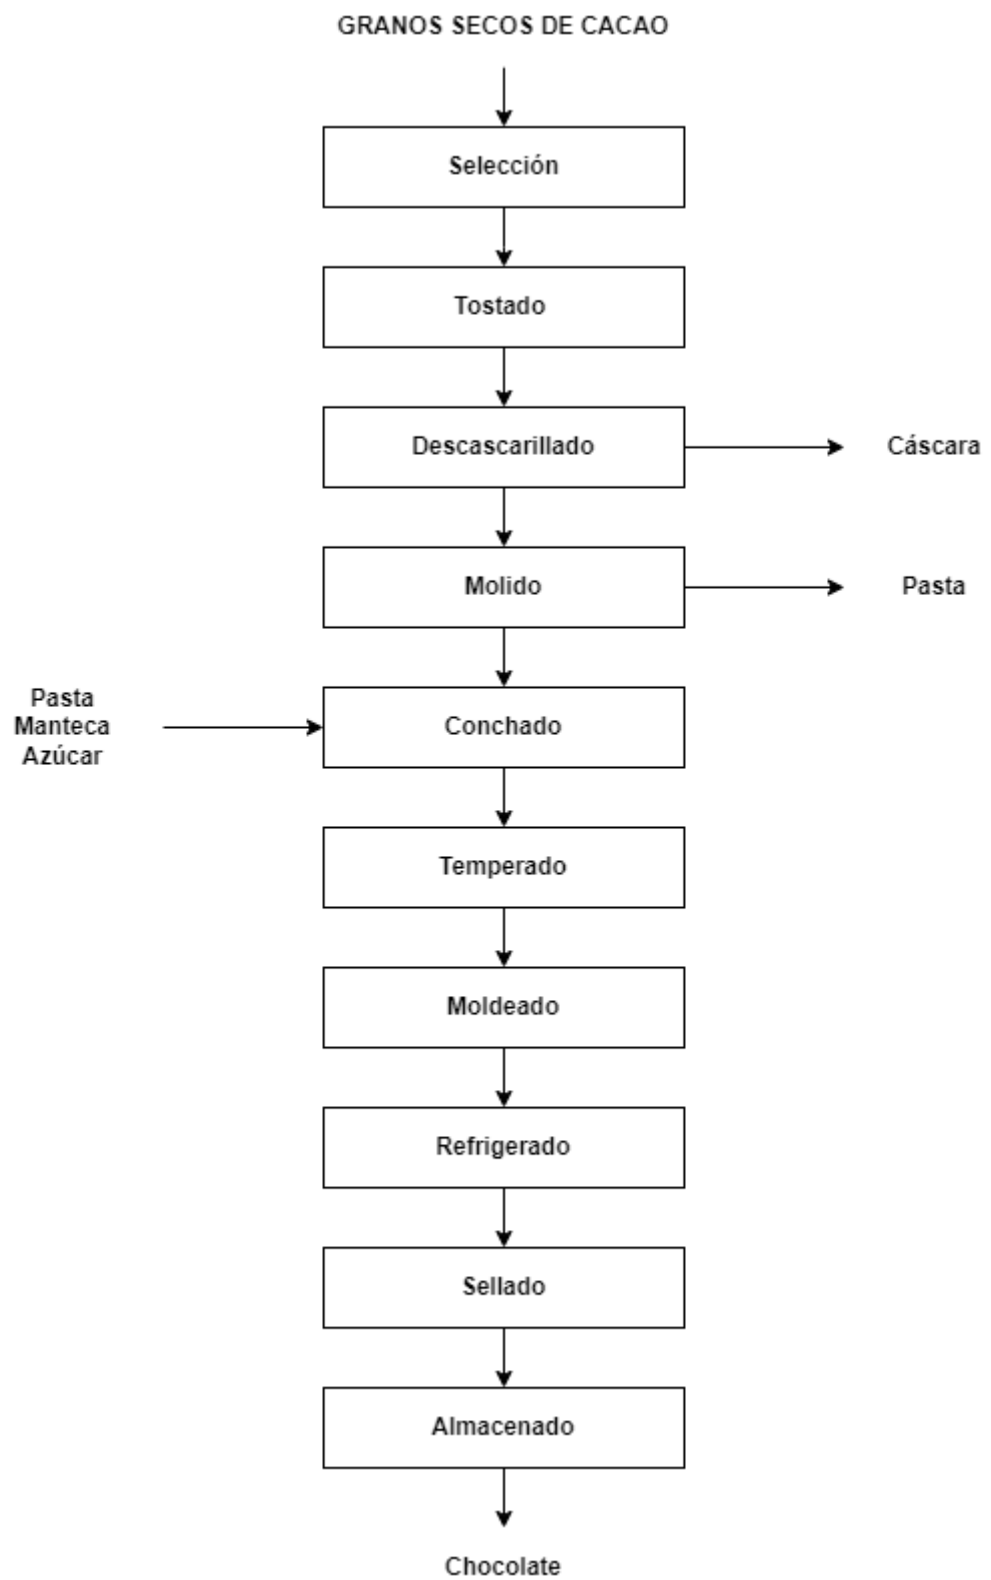 GRANOS SECOS DE CACAO
Selección
Tostado
Descascarillado
Cáscara
Molido
Pasta
Pasta
Manteca
Azúcar
Conchado
Temperado
Moldeado
Refrigerado
Sellado
Almacenado
Chocolate